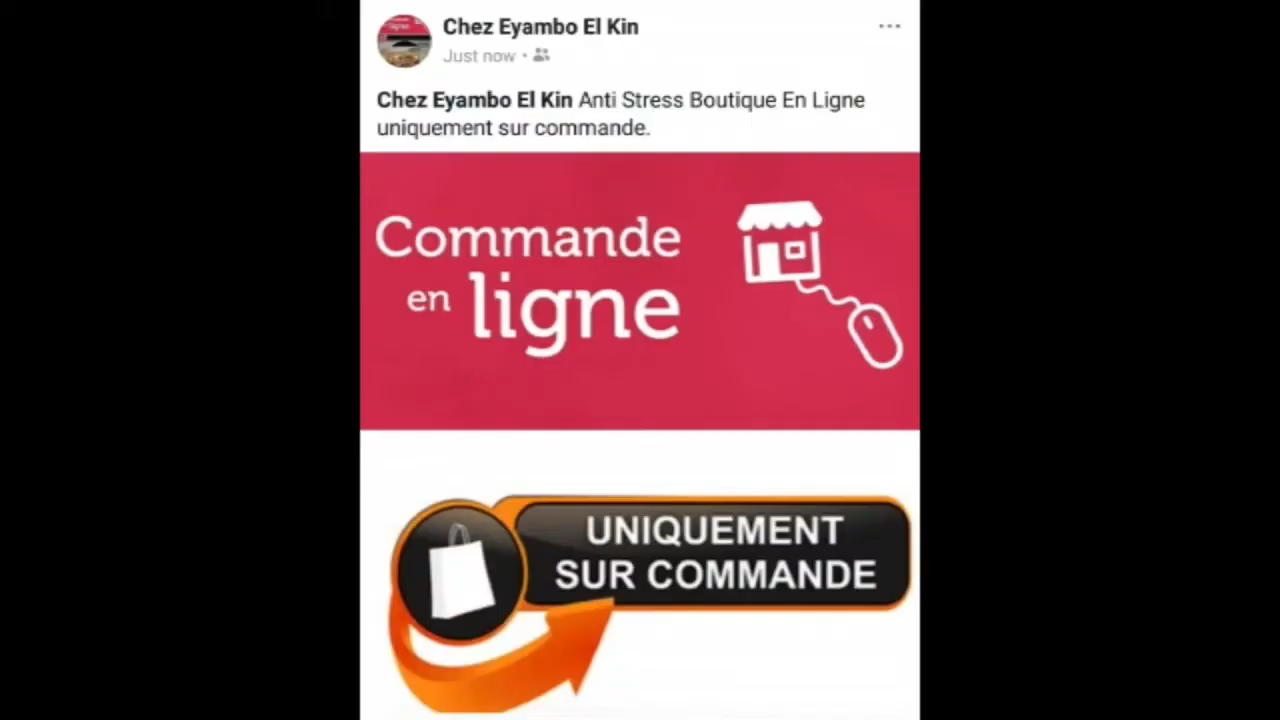 Chez Eyambo El Kin
Just now
Chez Eyambo El Kin Anti Stress Boutique En Ligne
uniquement sur commande.
Commande
en ligne
UNIQUEMENT
SUR COMMANDE